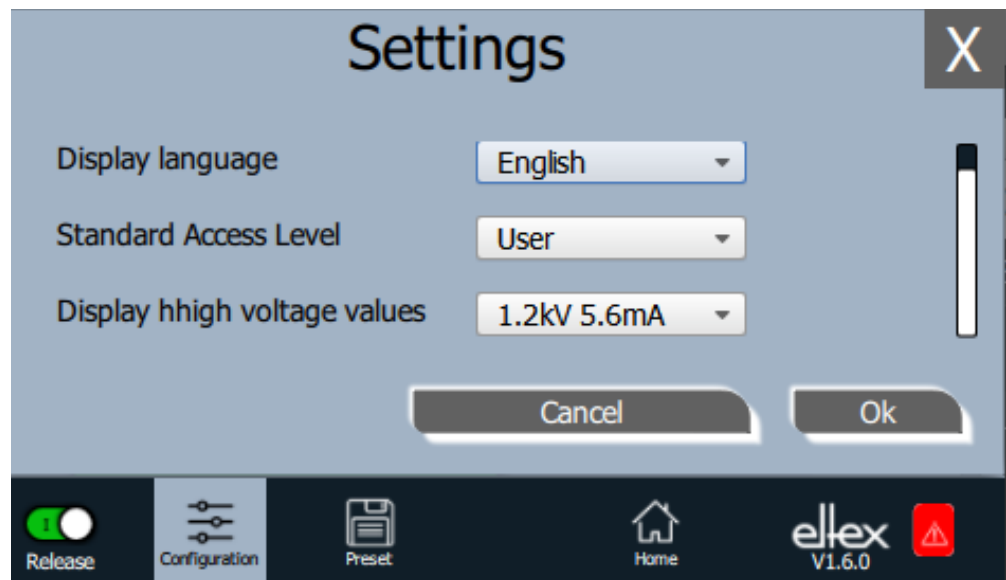 Settings
X
Display language
English
Standard Access Level
User
Display hhigh voltage values
1.2kV 5.6mA
Cancel
Ok
I
Release
Configuration
Preset
Home
eltex
V1.6.0